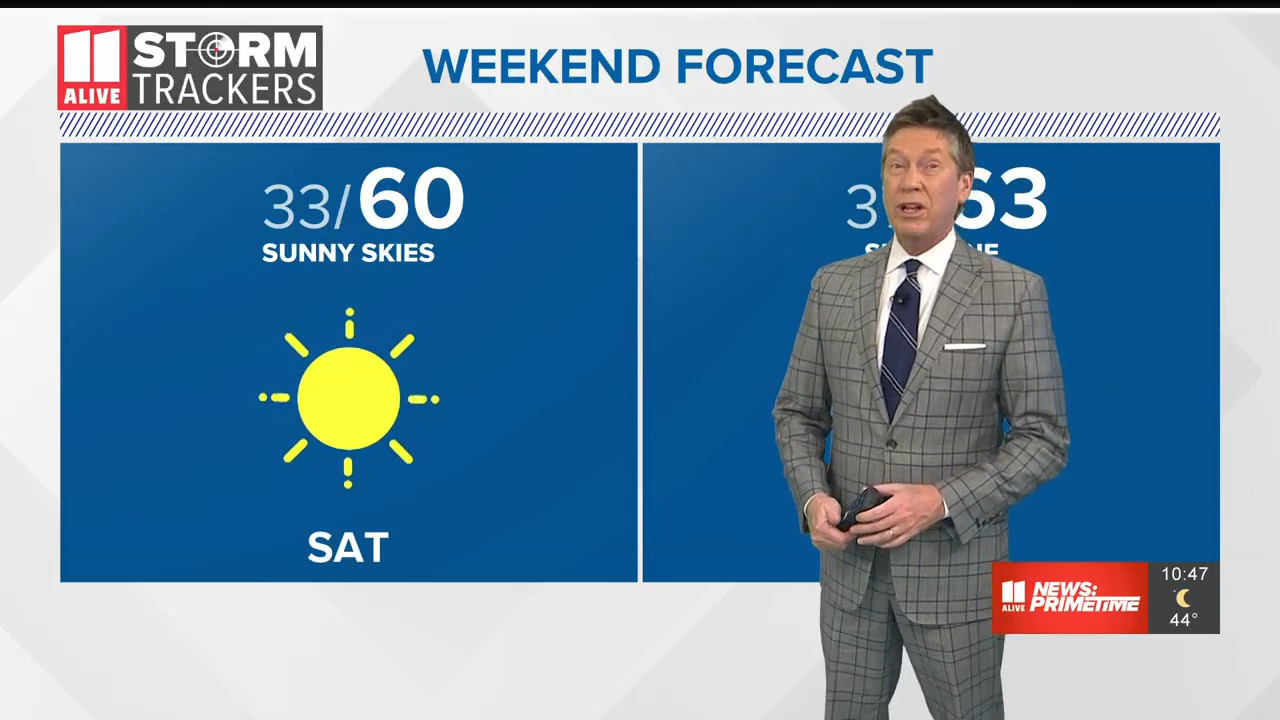 11 ALIVE
STORM
TRACKERS
WEEKEND FORECAST
33/60
SUNNY SKIES
SAT
63
11 ALIVE
NEWS:
PRIMETIME
10:47
44°